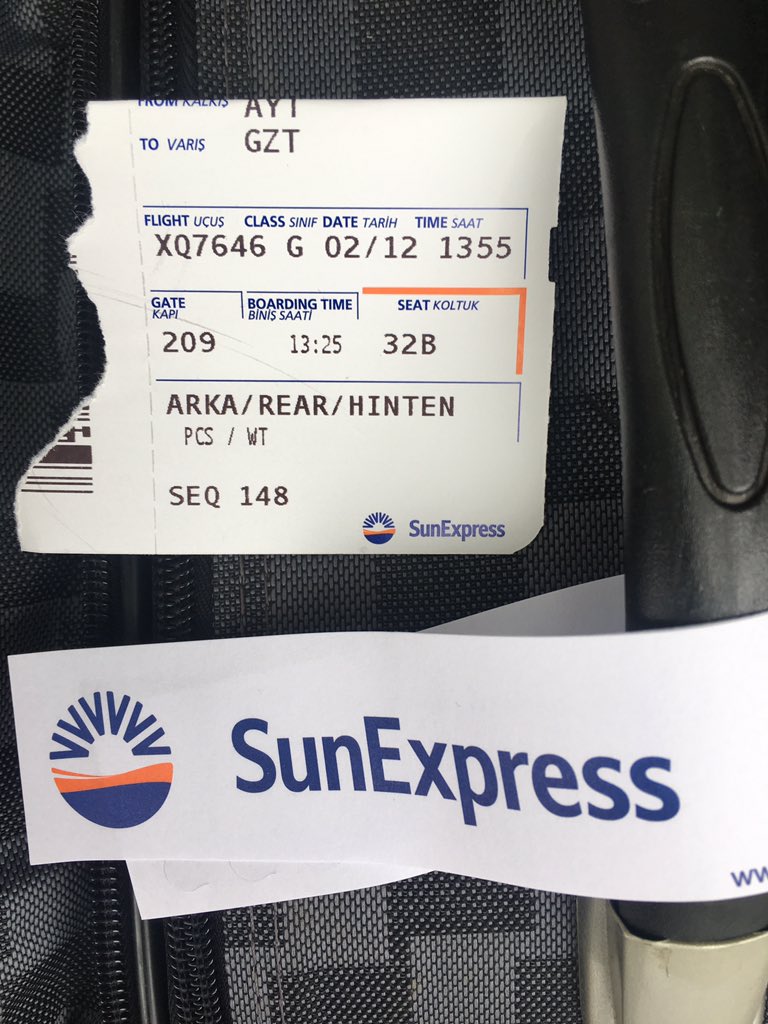 FROM KALKIŞ AYT
TO VARIŞ GZT
FLIGHT UÇUŞ CLASS SINIF DATE TARİH TIME SAAT
XQ7646 G 02/12 1355
GATE KAPI BOARDING TIME BİNİŞ SAATİ SEAT KOLTUK
209 13:25 32B
ARKA/REAR/HINTEN
PCS / WT
SEQ 148
SunExpress
SunExpress
ww